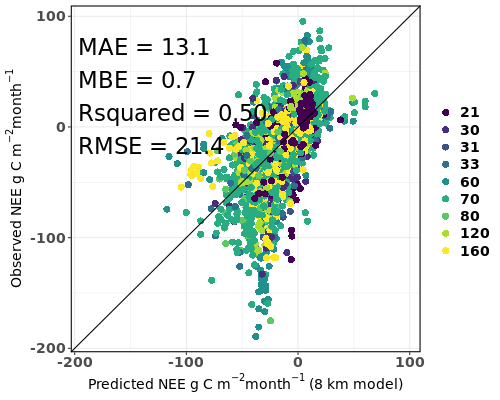 100
0
-100
-200
Observed NEE g C m⁻²month⁻¹
MAE = 13.1
MBE = 0.7
Rsquared = 0.50
RMSE = 21.4
21
30
31
33
60
70
80
120
160
-200 -100 0 100
Predicted NEE g C m⁻²month⁻¹ (8 km model)